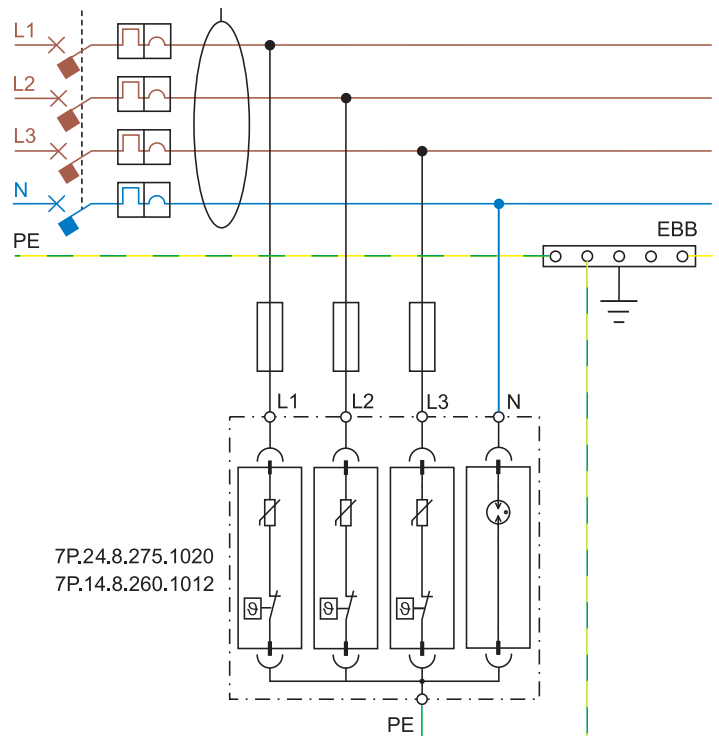 L1
L2
L3
N
PE
EBB
L1 L2 L3 N
7P.24.8.275.1020
7P.14.8.260.1012
ϑ ϑ ϑ
PE